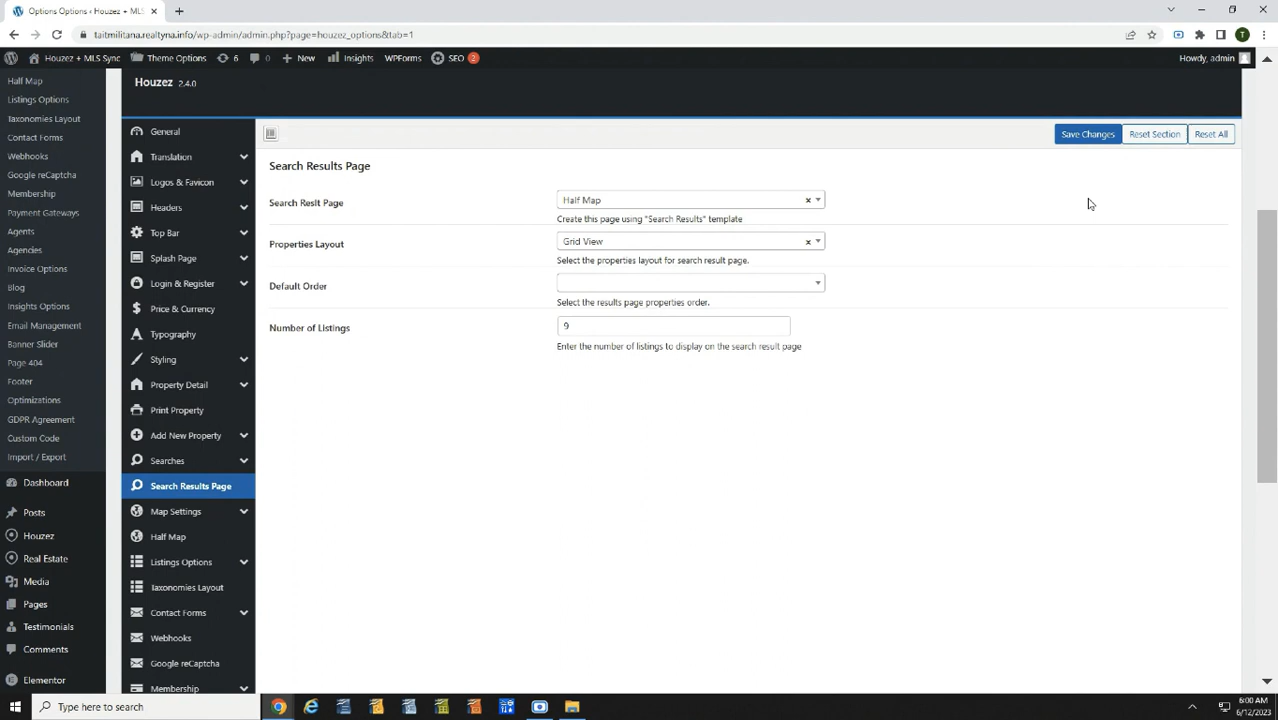 Options Options ‹ Houzez + MLS
taitmilitana.realtyna.info/wp-admin/admin.php?page=houzez_options&tab=1
T
Houzez + MLS Sync
Theme Options
6
New
Insights
WPForms
SEO
2
Howdy, admin
Half Map
Listings Options
Taxonomies Layout
Contact Forms
Webhooks
Google reCaptcha
Membership
Payment Gateways
Agents
Agencies
Invoice Options
Blog
Insights Options
Email Management
Banner Slider
Page 404
Footer
Optimizations
GDPR Agreement
Custom Code
Import / Export
Dashboard
Posts
Houzez
Real Estate
Media
Pages
Testimonials
Comments
Elementor
Houzez 2.4.0
General
Translation
Logos & Favicon
Headers
Top Bar
Splash Page
Login & Register
Price & Currency
Typography
Styling
Property Detail
Print Property
Add New Property
Searches
Search Results Page
Map Settings
Half Map
Listings Options
Taxonomies Layout
Contact Forms
Webhooks
Google reCaptcha
Membership
Save Changes
Reset Section
Reset All
Search Results Page
Search Reslt Page
Half Map
Create this page using "Search Results" template
Properties Layout
Grid View
Select the properties layout for search result page.
Default Order
Select the results page properties order.
Number of Listings
9
Enter the number of listings to display on the search result page
Type here to search
6:00 AM
6/12/2023